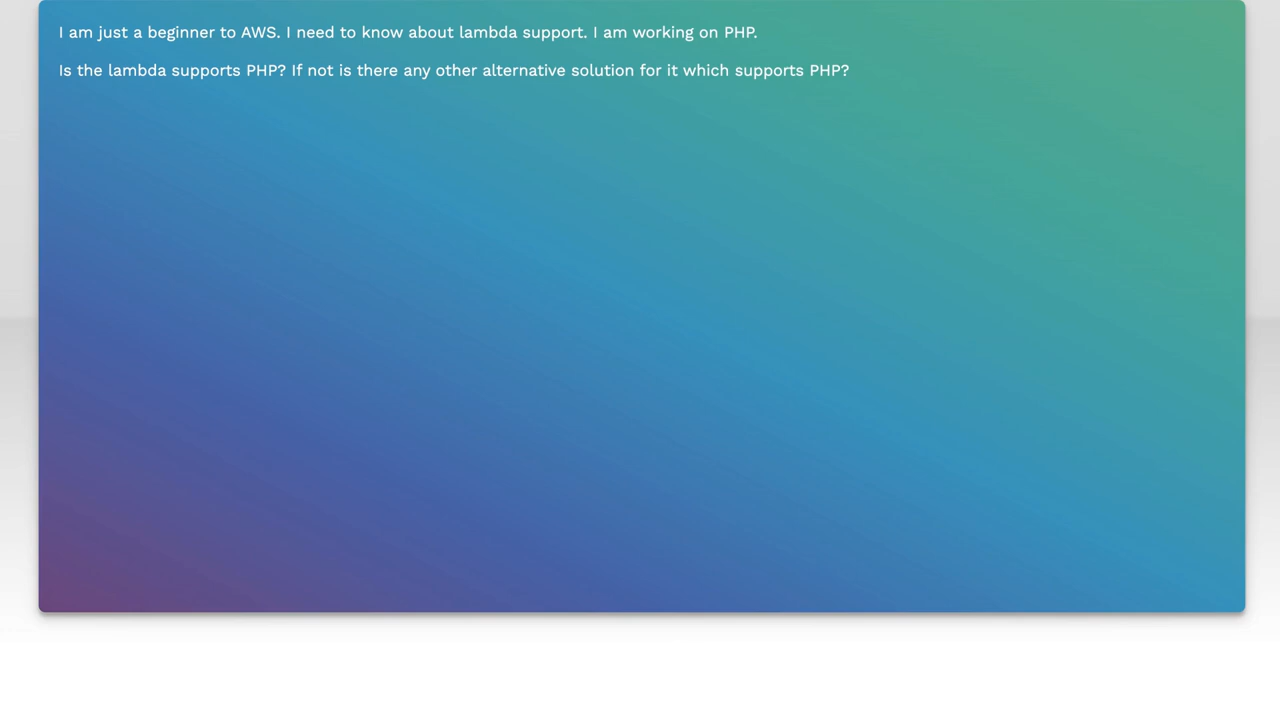 I am just a beginner to AWS. I need to know about lambda support. I am working on PHP.
Is the lambda supports PHP? If not is there any other alternative solution for it which supports PHP?